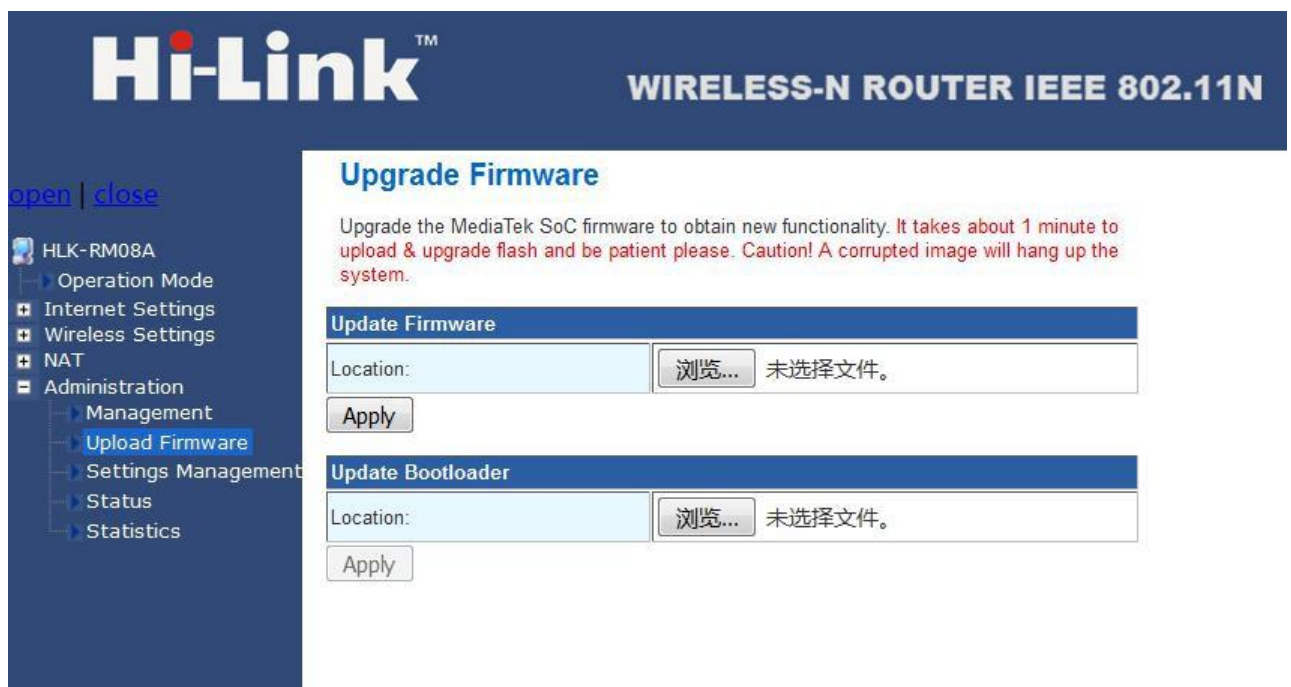 Hi-Link™
WIRELESS-N ROUTER IEEE 802.11N
open | close
HLK-RM08A
Operation Mode
Internet Settings
Wireless Settings
NAT
Administration
Management
Upload Firmware
Settings Management
Status
Statistics
Upgrade Firmware
Upgrade the MediaTek SoC firmware to obtain new functionality. It takes about 1 minute to
upload & upgrade flash and be patient please. Caution! A corrupted image will hang up the
system.
Update Firmware
Location: 浏览... 未选择文件。
Apply
Update Bootloader
Location: 浏览... 未选择文件。
Apply